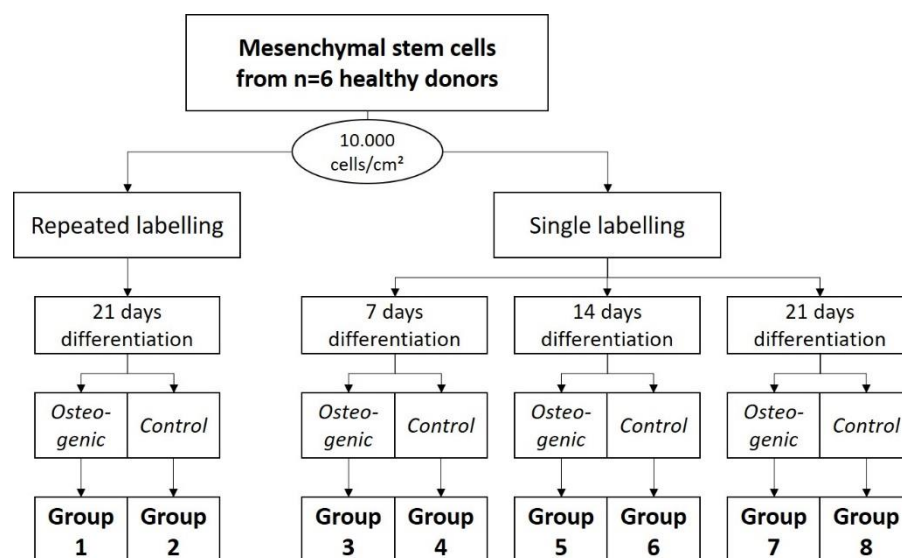 Mesenchymal stem cells
from n=6 healthy donors
10.000
cells/cm²
Repeated labelling
Single labelling
21 days
differentiation
7 days
differentiation
14 days
differentiation
21 days
differentiation
Osteo-
genic
Control
Osteo-
genic
Control
Osteo-
genic
Control
Osteo-
genic
Control
Group
1
Group
2
Group
3
Group
4
Group
5
Group
6
Group
7
Group
8